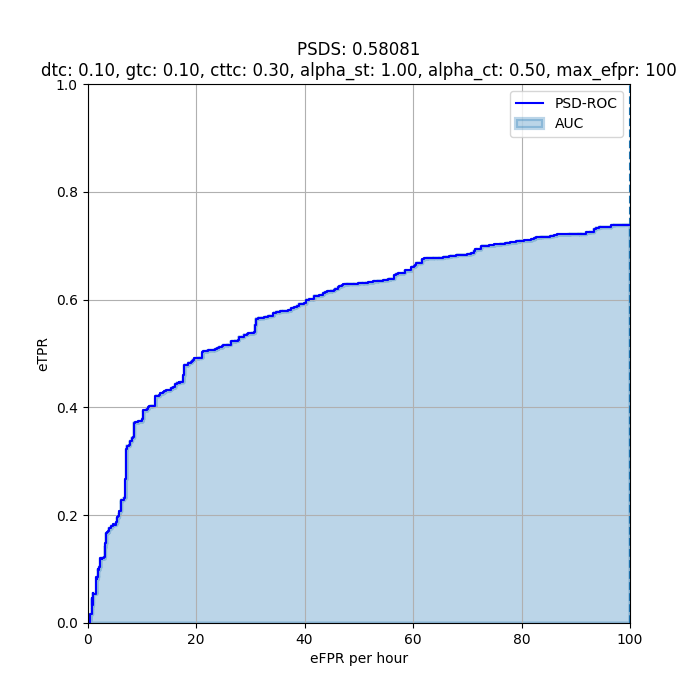 PSDS: 0.58081
dtc: 0.10, gtc: 0.10, cttc: 0.30, alpha_st: 1.00, alpha_ct: 0.50, max_efpr: 100
PSD-ROC
AUC
1.0
0.8
0.6
0.4
0.2
0.0
eTPR
0 20 40 60 80 100
eFPR per hour